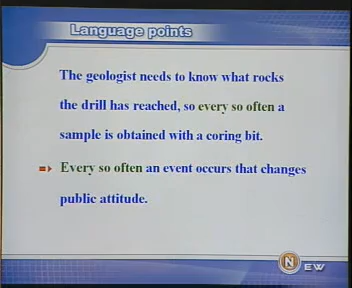 Language points
The geologist needs to know what rocks
the drill has reached, so every so often a
sample is obtained with a coring bit.
Every so often an event occurs that changes
public attitude.
N EW